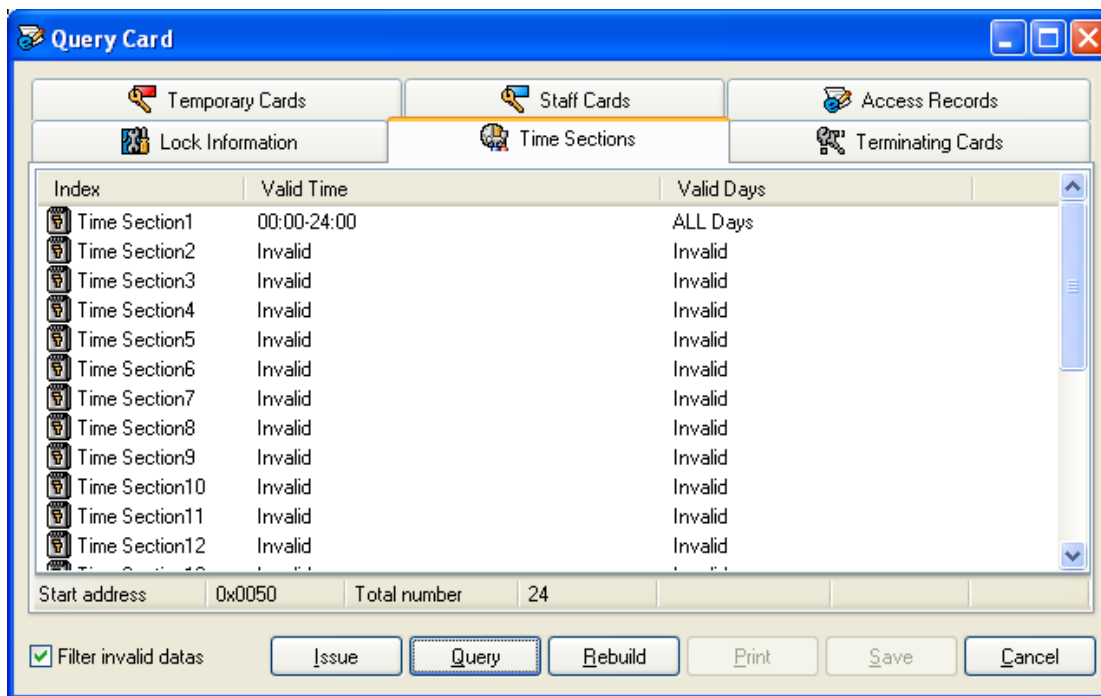 Query Card
Temporary Cards Staff Cards Access Records
Lock Information Time Sections Terminating Cards
Index Valid Time Valid Days
Time Section1 00:00-24:00 ALL Days
Time Section2 Invalid Invalid
Time Section3 Invalid Invalid
Time Section4 Invalid Invalid
Time Section5 Invalid Invalid
Time Section6 Invalid Invalid
Time Section7 Invalid Invalid
Time Section8 Invalid Invalid
Time Section9 Invalid Invalid
Time Section10 Invalid Invalid
Time Section11 Invalid Invalid
Time Section12 Invalid Invalid
Start address 0x0050 Total number 24
Filter invalid datas Issue Query Rebuild Print Save Cancel